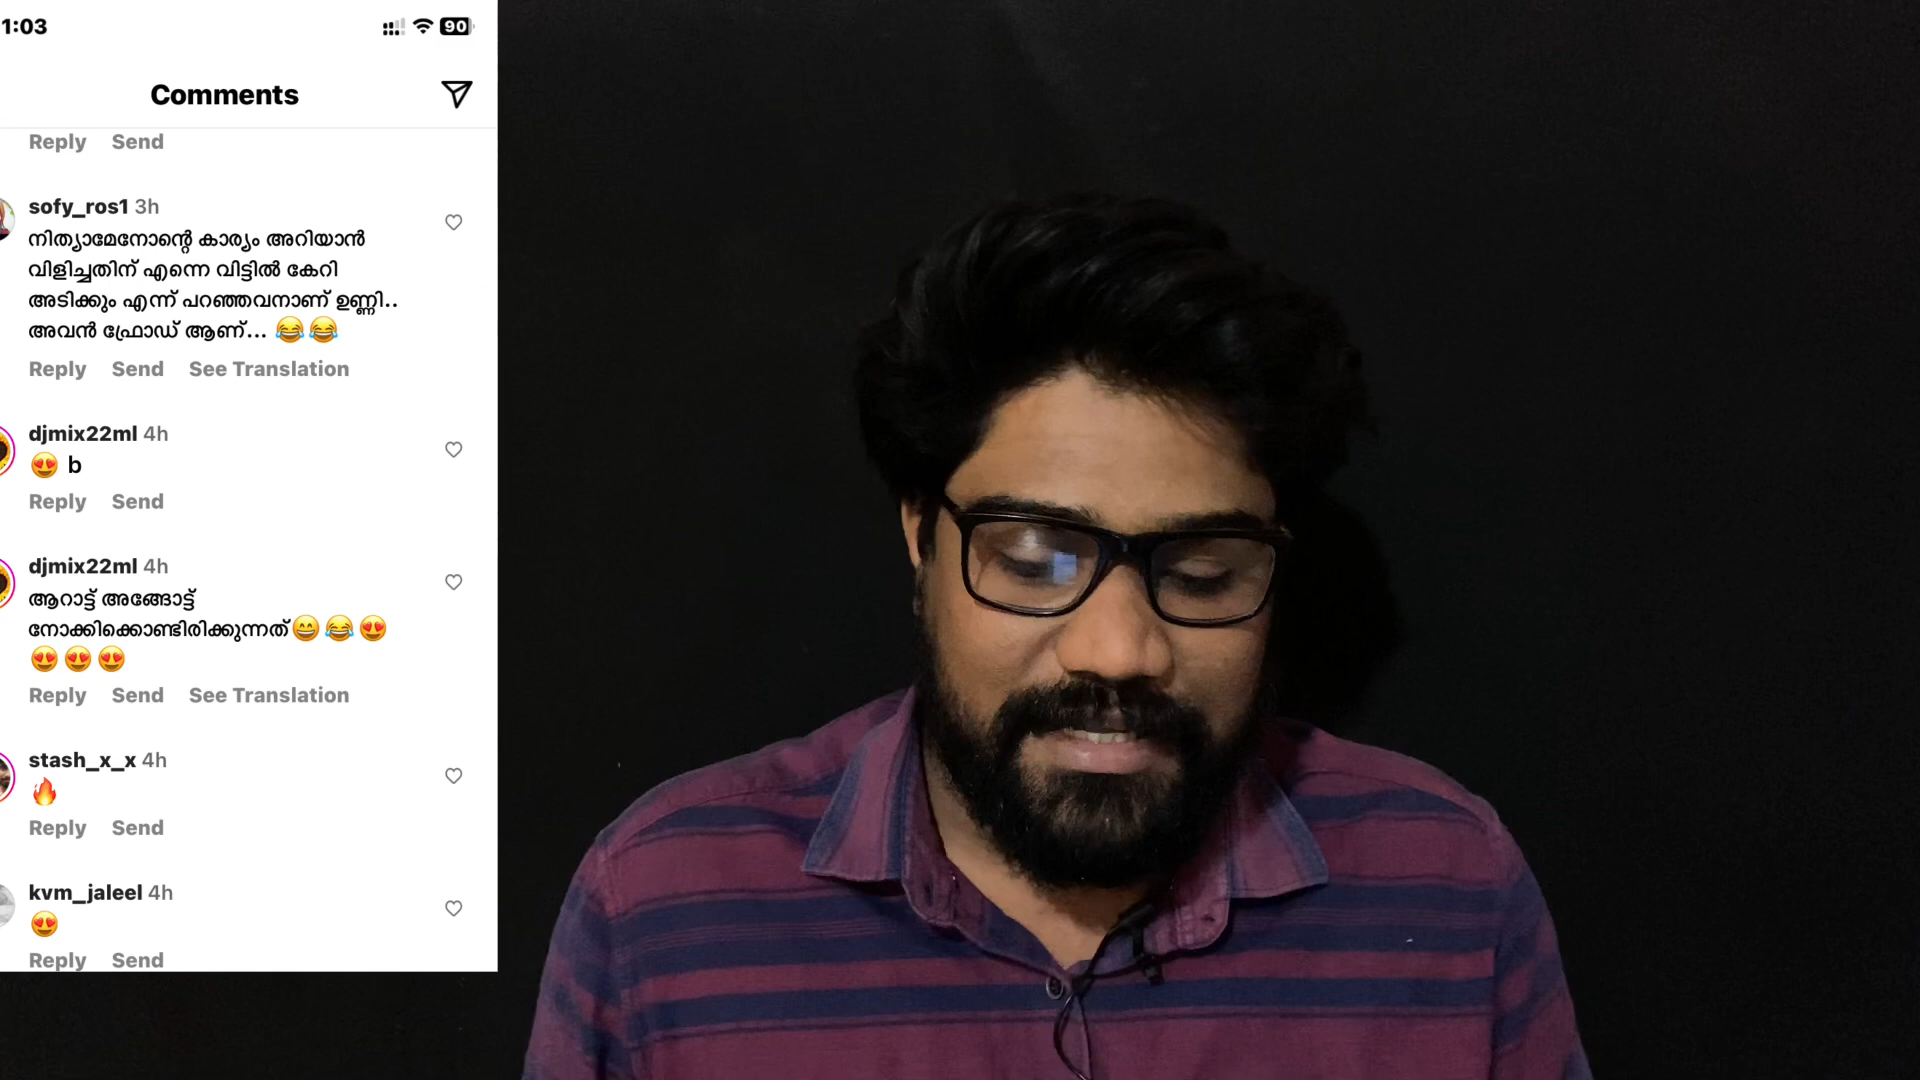 1:03
90
Comments
Reply Send
sofy_ros1 3h
നിത്യാമേനോന്റെ കാര്യം അറിയാൻ
വിളിച്ചതിന് എന്നെ വിട്ടിൽ കേറി
അടിക്കും എന്ന് പറഞ്ഞവനാണ് ഉണ്ണി..
അവൻ ഫ്രോഡ് ആണ്... 😂😂
Reply Send See Translation
djmix22ml 4h
😍 b
Reply Send
djmix22ml 4h
ആറാട്ട് അങ്ങോട്ട്
നോക്കിക്കൊണ്ടിരിക്കുന്നത്😄😂😍
😍😍😍
Reply Send See Translation
stash_x_x 4h
🔥
Reply Send
kvm_jaleel 4h
😍
Reply Send